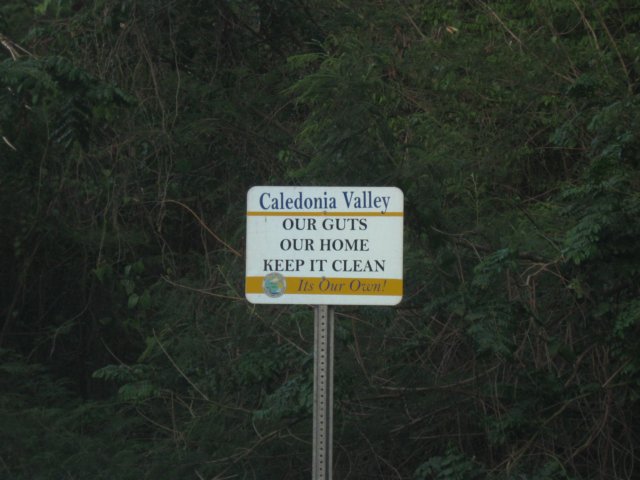 Caledonia Valley
OUR GUTS
OUR HOME
KEEP IT CLEAN
Its Our Own!